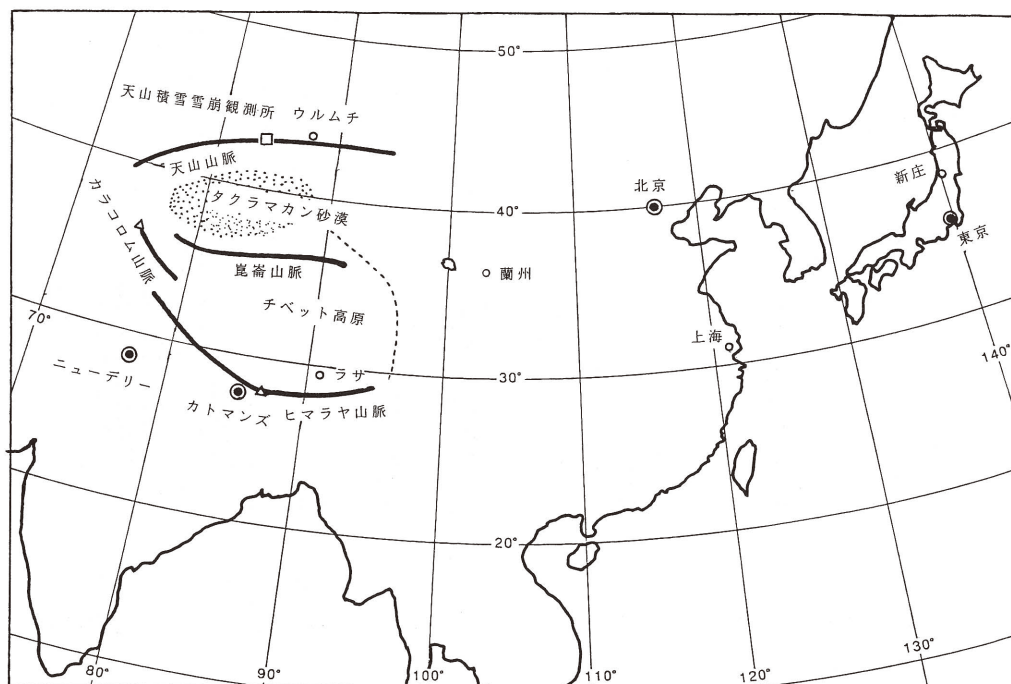 50°
天山積雪雪崩観測所
ウルムチ
天山山脈
カラコロム山脈
タクラマカン砂漠
40°
北京
新庄
東京
崑崙山脈
蘭州
チベット高原
70°
ニューデリー
ラサ
30°
上海
140°
カトマンズ
ヒマラヤ山脈
20°
80°
90°
100°
110°
120°
130°